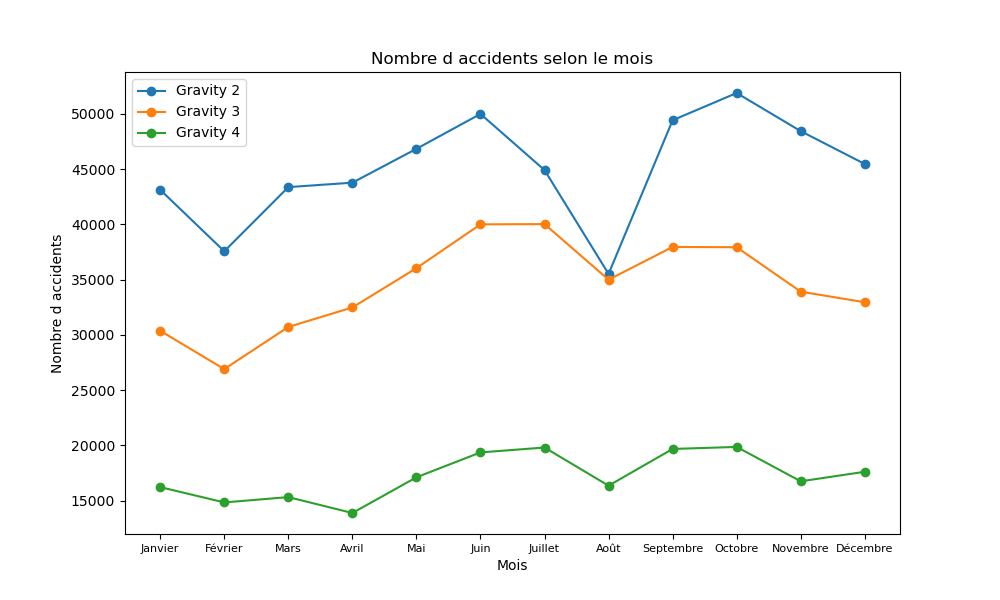 Nombre d accidents selon le mois
Gravity 2
Gravity 3
Gravity 4
Nombre d accidents
50000
45000
40000
35000
30000
25000
20000
15000
Janvier Février Mars Avril Mai Juin Juillet Août Septembre Octobre Novembre Décembre
Mois